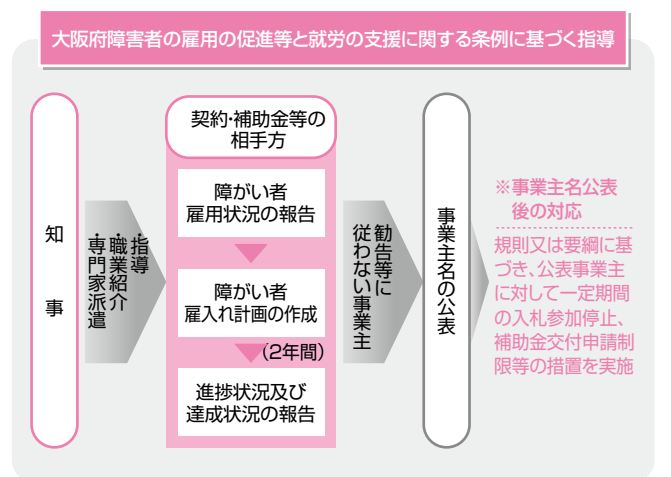 大阪府障害者の雇用の促進等と就労の支援に関する条例に基づく指導
知事
・指導
・職業紹介
・専門家派遣
契約・補助金等の
相手方
障がい者
雇用状況の報告
障がい者
雇入れ計画の作成
(2年間)
進捗状況及び
達成状況の報告
勧告等に
従わない事業主
事業主名の公表
※事業主名公表
後の対応
規則又は要綱に基
づき、公表事業主
に対して一定期間
の入札参加停止、
補助金交付申請制
限等の措置を実施